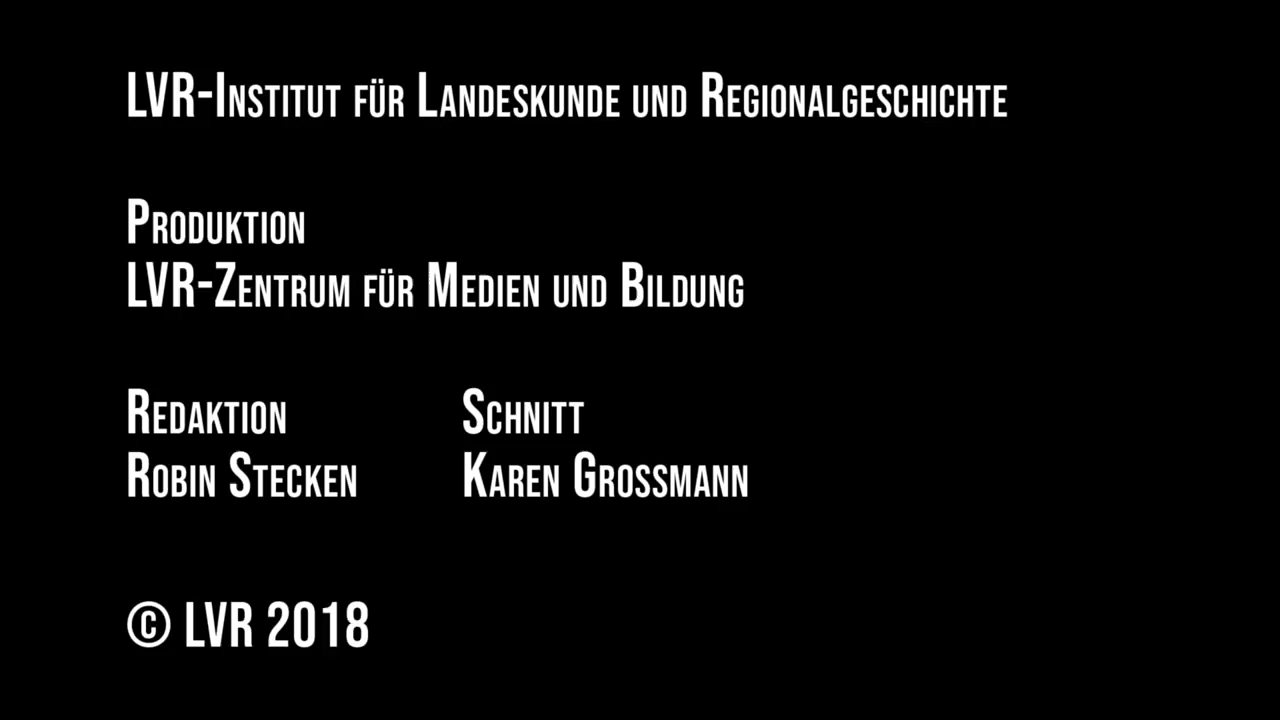 LVR-Institut für Landeskunde und Regionalgeschichte
Produktion
LVR-Zentrum für Medien und Bildung
Redaktion
Robin Stecken
Schnitt
Karen Grossmann
© LVR 2018